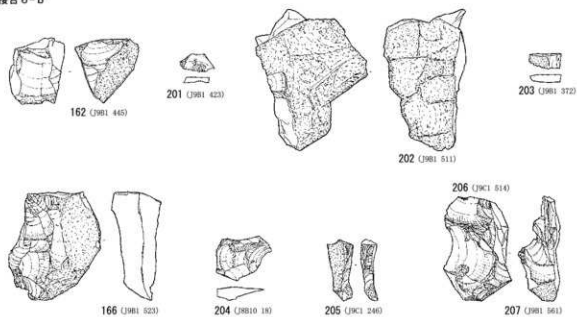 接合6-b
162 (J9B1 445)
201 (J9B1 423)
202 (J9B1 511)
203 (J9B1 372)
166 (J9B1 523)
204 (J8B10 18)
205 (J9C1 246)
206 (J9C1 514)
207 (J9B1 561)